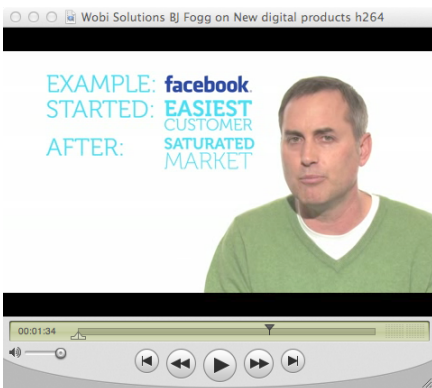 Wobi Solutions BJ Fogg on New digital products h264
EXAMPLE: facebook.
STARTED: EASIEST
CUSTOMER
AFTER: SATURATED
MARKET
00:01:34